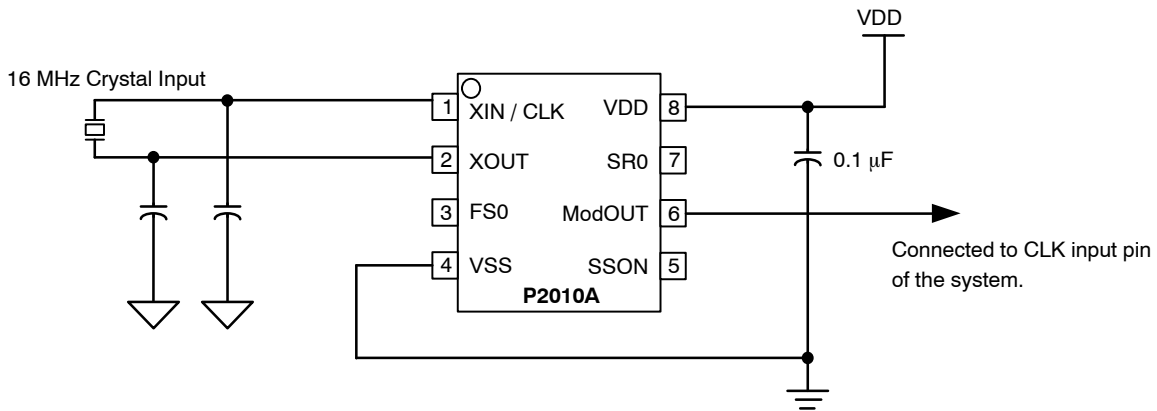 VDD
16 MHz Crystal Input
1 XIN / CLK VDD 8
2 XOUT SR0 7
0.1 μF
3 FS0 ModOUT 6
4 VSS SSON 5
P2010A
Connected to CLK input pin
of the system.